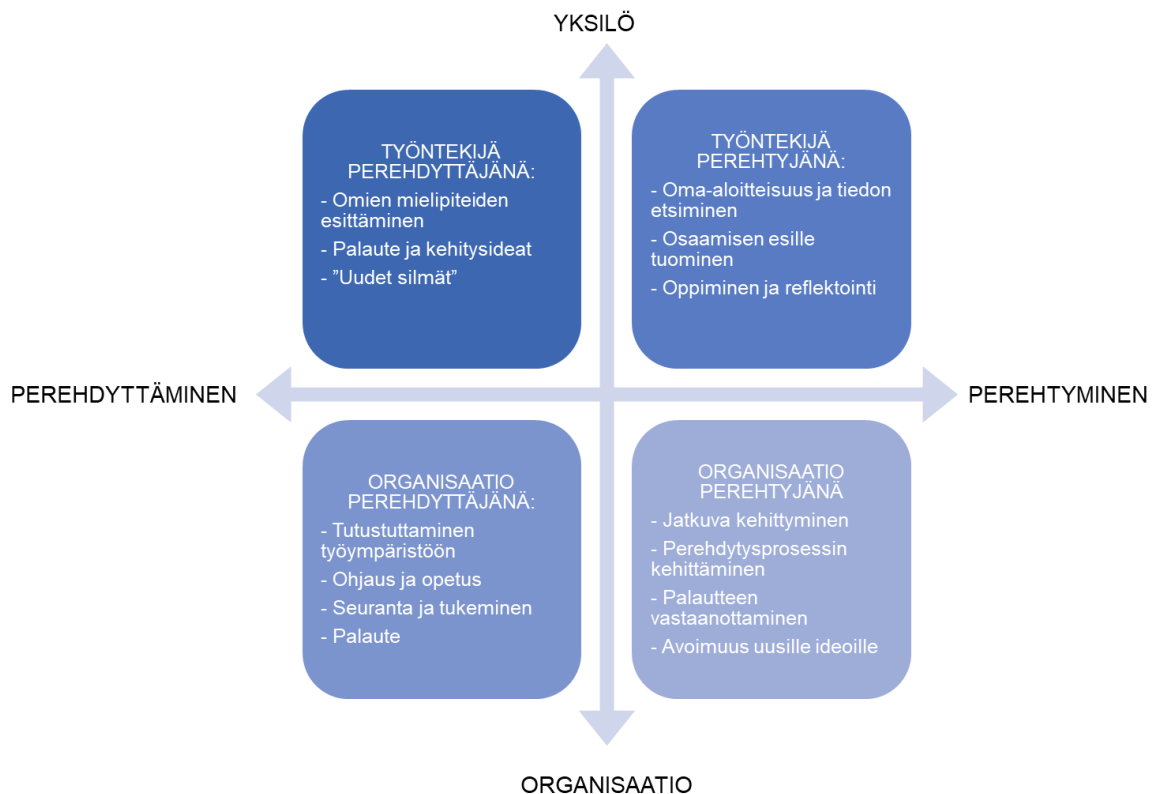 YKSILÖ
TYÖNTEKIJÄ
PEREHDYTTÄJÄNÄ:
- Omien mielipiteiden
esittäminen
- Palaute ja kehitysideat
- ”Uudet silmät”
TYÖNTEKIJÄ
PEREHTYJÄNÄ:
- Oma-aloitteisuus ja tiedon
etsiminen
- Osaamisen esille
tuominen
- Oppiminen ja reflektointi
PEREHDYTTÄMINEN
PEREHTYMINEN
ORGANISAATIO
PEREHDYTTÄJÄNÄ:
- Tutustuttaminen
työympäristöön
- Ohjaus ja opetus
- Seuranta ja tukeminen
- Palaute
ORGANISAATIO
PEREHTYJÄNÄ
- Jatkuva kehittyminen
- Perehdytysprosessin
kehittäminen
- Palautteen
vastaanottaminen
- Avoimuus uusille ideoille
ORGANISAATIO